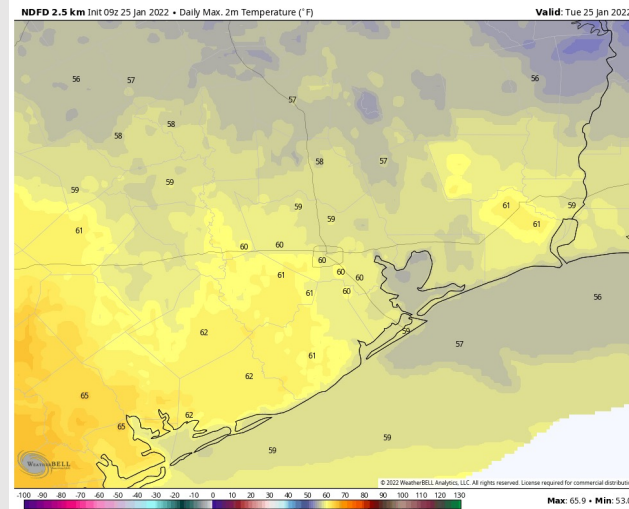 NDFD 2.5 km Init 09z 25 Jan 2022 • Daily Max. 2m Temperature (°F)
Valid: Tue 25 Jan 2022
56 57 56
57
58
58 58 57
59 59
59 61 59
61 59 61
60 60
60
61 60 60
61 60 56
62 59
61 57
62
65
65 62
59 59
WeatherBELL
© 2022 WeatherBELL Analytics, LLC. All rights reserved. License required for commercial distributio
-100 -90 -80 -70 -60 -50 -40 -30 -20 -10 0 10 20 30 40 50 60 70 80 90 100 110 120 130
Max: 65.9 • Min: 53.0